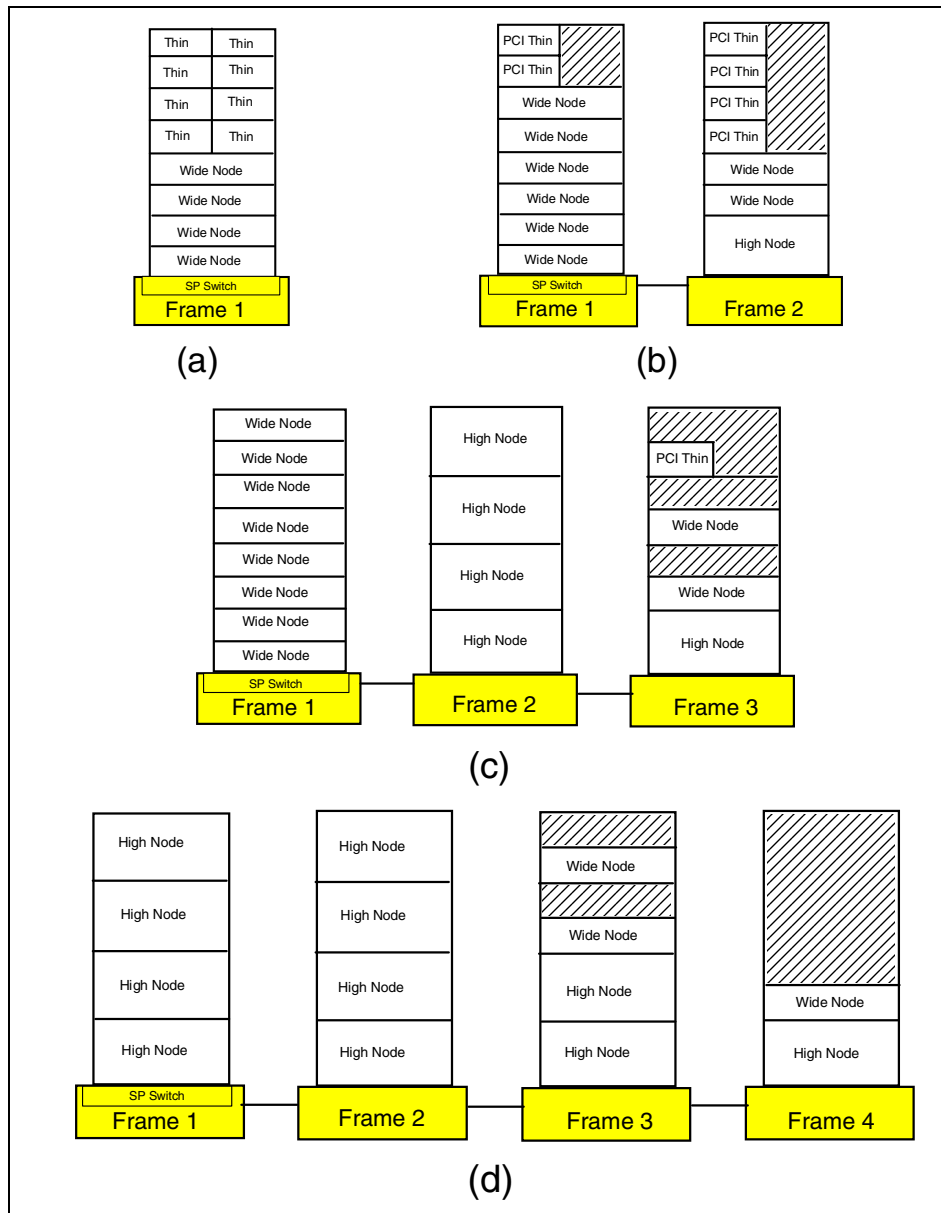 Thin Thin
Thin Thin
Thin Thin
Thin Thin
Wide Node
Wide Node
Wide Node
Wide Node
SP Switch
Frame 1
(a)
PCI Thin
PCI Thin
Wide Node
Wide Node
Wide Node
Wide Node
Wide Node
Wide Node
SP Switch
Frame 1
PCI Thin
PCI Thin
PCI Thin
PCI Thin
Wide Node
Wide Node
High Node
Frame 2
(b)
Wide Node
Wide Node
Wide Node
Wide Node
Wide Node
Wide Node
Wide Node
Wide Node
SP Switch
Frame 1
High Node
High Node
High Node
High Node
Frame 2
PCI Thin
Wide Node
Wide Node
High Node
Frame 3
(c)
High Node
High Node
High Node
High Node
SP Switch
Frame 1
High Node
High Node
High Node
High Node
Frame 2
Wide Node
Wide Node
High Node
High Node
Frame 3
Wide Node
High Node
Frame 4
(d)